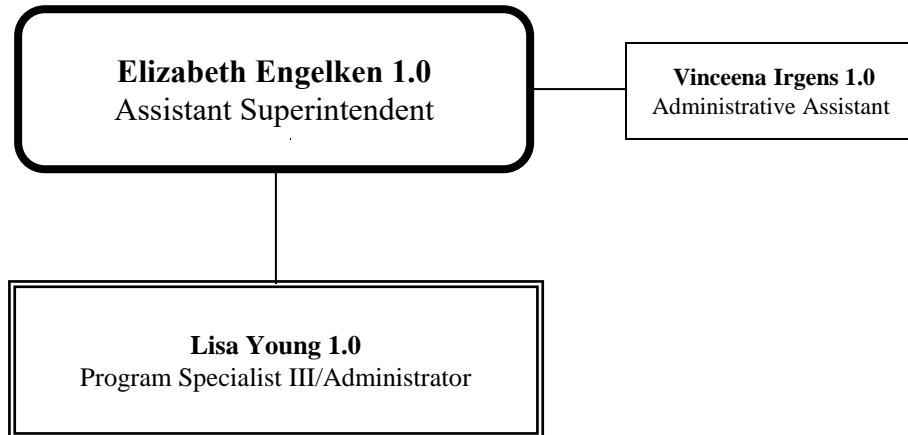 Elizabeth Engelken 1.0
Assistant Superintendent
Vinceena Irgens 1.0
Administrative Assistant
Lisa Young 1.0
Program Specialist III/Administrator